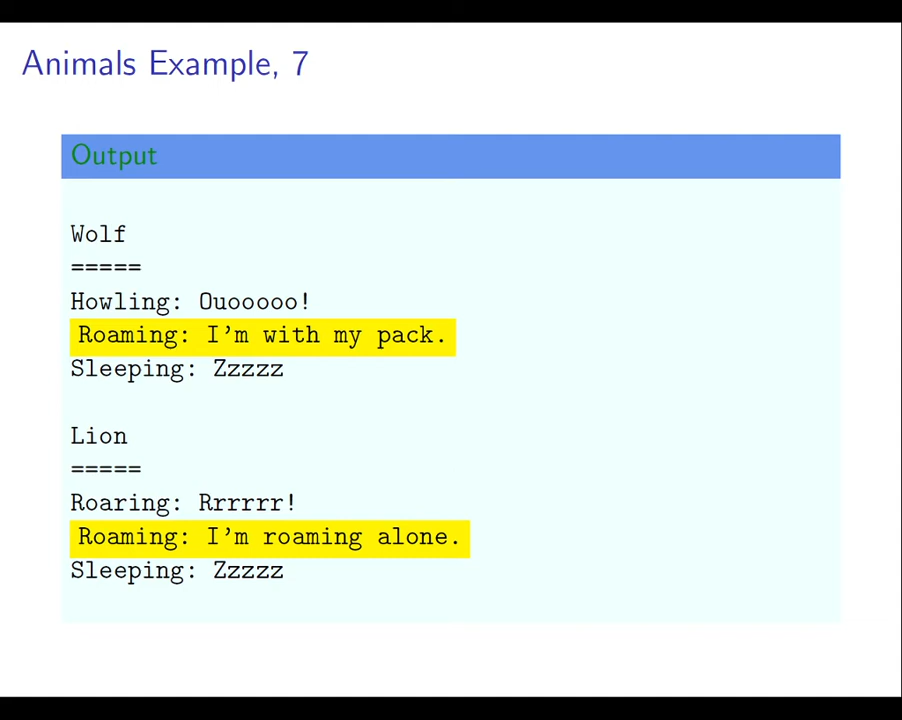 Animals Example, 7
Output
Wolf
=====
Howling: Ouooooo!
Roaming: I'm with my pack.
Sleeping: Zzzzz
Lion
=====
Roaring: Rrrrrr!
Roaming: I'm roaming alone.
Sleeping: Zzzzz